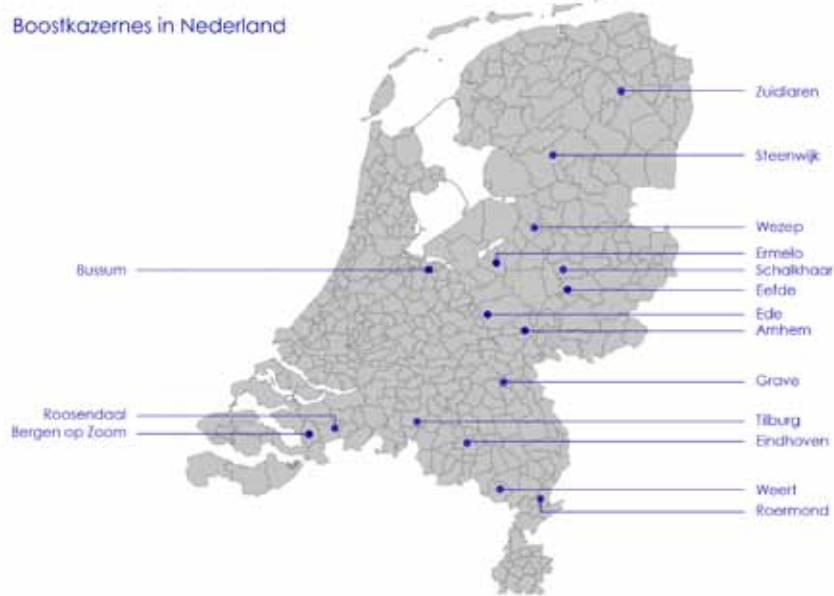 Boostkazernes in Nederland
Zuidlaren
Steenwijk
Wezep
Ermelo
Bussum
Schalkhaar
Eefde
Ede
Arnhem
Grave
Roosendaal
Tilburg
Bergen op Zoom
Eindhoven
Weert
Roermond